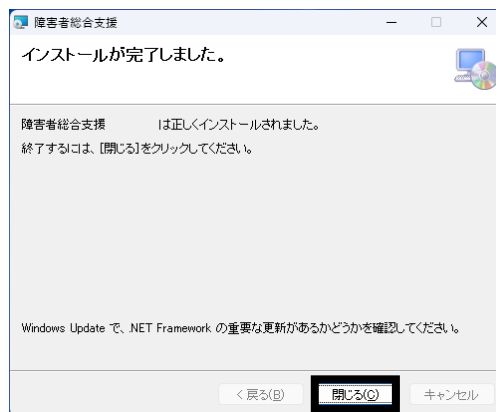 障害者総合支援
インストールが完了しました。
障害者総合支援 は正しくインストールされました。
終了するには、[閉じる]をクリックしてください。
Windows Update で、.NET Framework の重要な更新があるかどうかを確認してください。
< 戻る(B) 閉じる(C) キャンセル